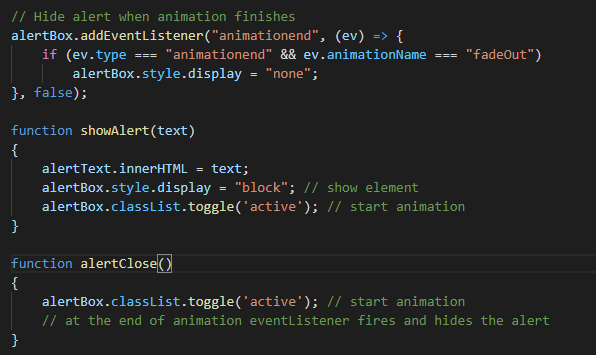 // Hide alert when animation finishes
alertBox.addEventListener("animationend", (ev) => {
    if (ev.type === "animationend" && ev.animationName === "fadeOut")
        alertBox.style.display = "none";
}, false);

function showAlert(text)
{
    alertText.innerHTML = text;
    alertBox.style.display = "block"; // show element
    alertBox.classList.toggle('active'); // start animation
}

function alertClose()
{
    alertBox.classList.toggle('active'); // start animation
    // at the end of animation eventListener fires and hides the alert
}